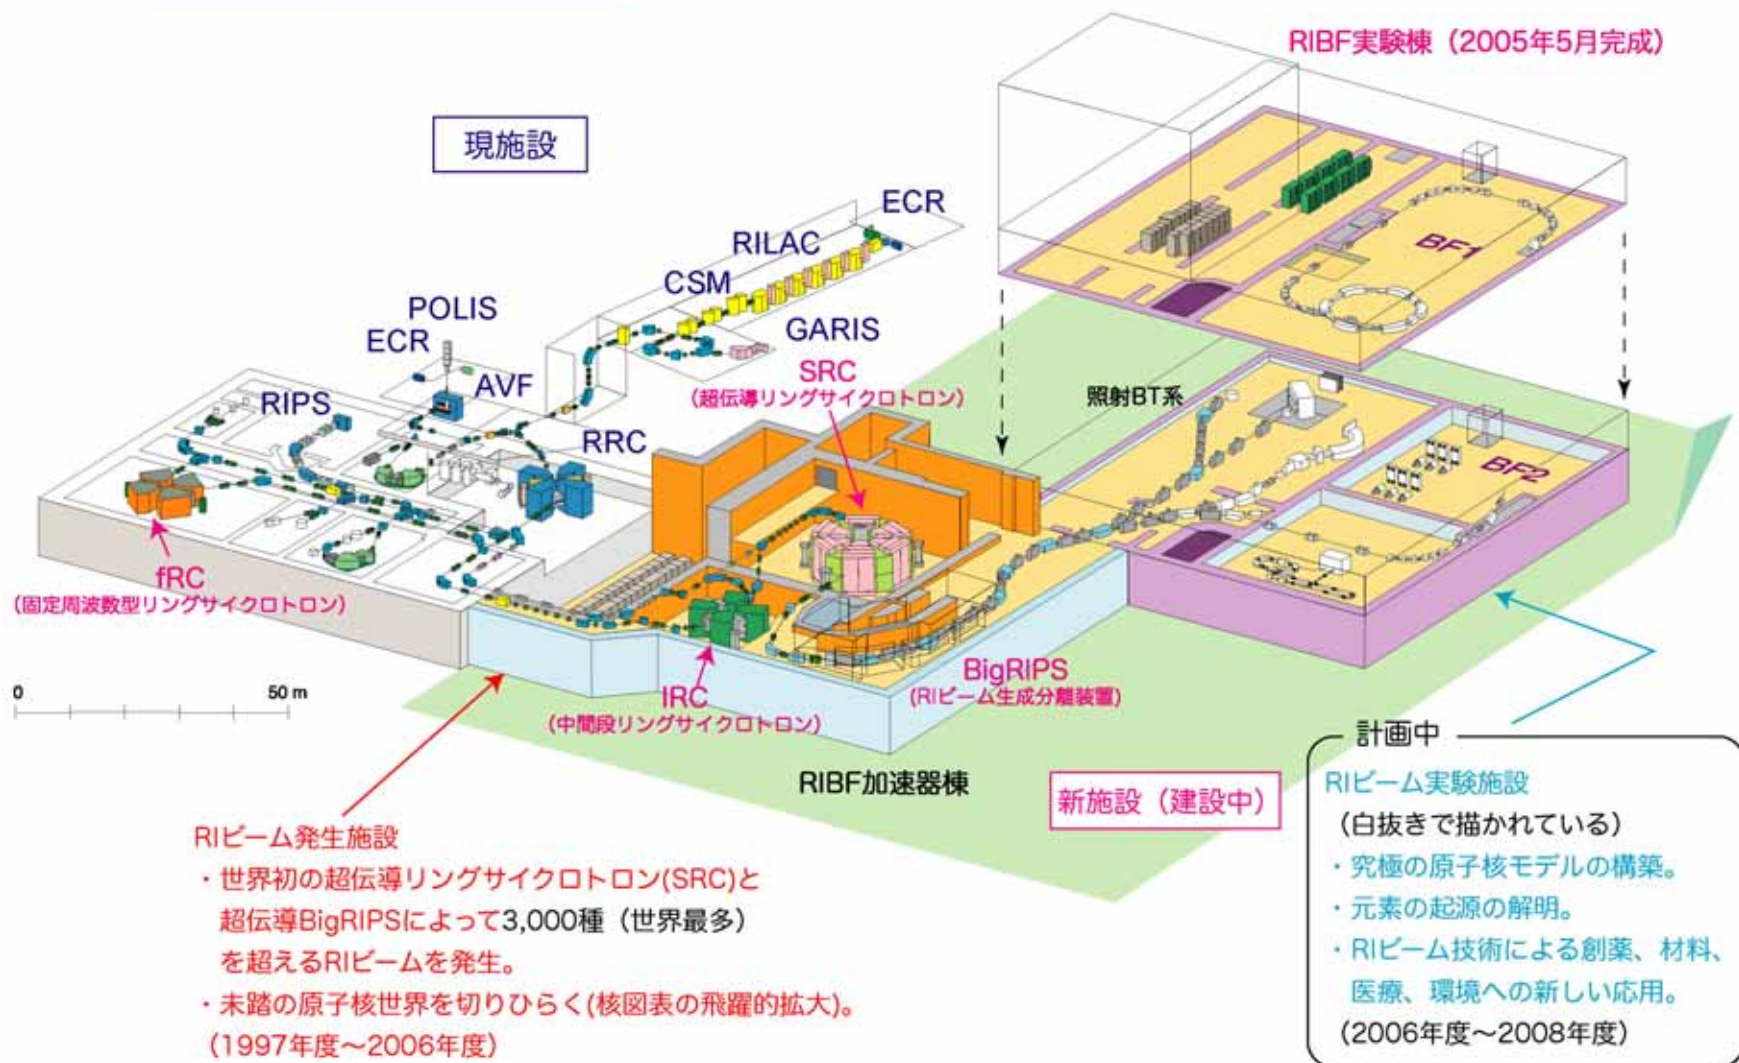 RIBF実験棟（2005年5月完成）
現施設
ECR
RILAC
CSM
POLIS
ECR
GARIS
SRC
（超伝導リングサイクロトロン）
AVF
RIPS
RRC
照射BT系
BF1
BF2
fRC
（固定周波数型リングサイクロトロン）
0 50 m
IRC
（中間段リングサイクロトロン）
BigRIPS
(RIビーム生成分離装置)
RIBF加速器棟
新施設（建設中）
RIビーム発生施設
・世界初の超伝導リングサイクロトロン(SRC)と
超伝導BigRIPSによって3,000種（世界最多）
を超えるRIビームを発生。
・未踏の原子核世界を切りひらく(核図表の飛躍的拡大)。
（1997年度〜2006年度）
計画中
RIビーム実験施設
（白抜きで描かれている）
・究極の原子核モデルの構築。
・元素の起源の解明。
・RIビーム技術による創薬、材料、
医療、環境への新しい応用。
（2006年度〜2008年度）